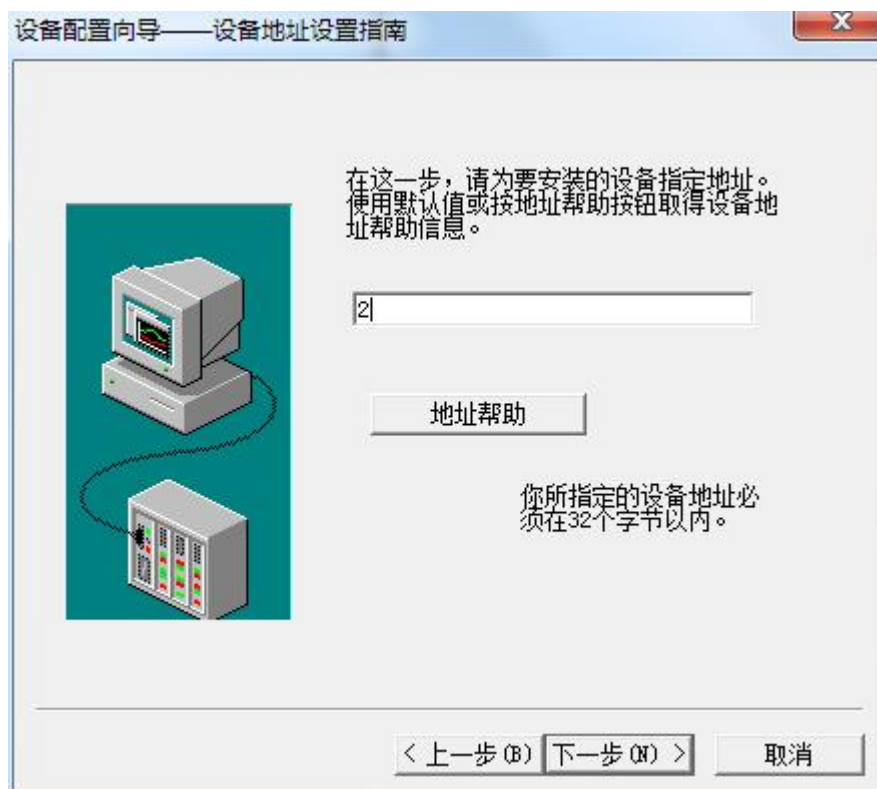 设备配置向导——设备地址设置指南
在这一步，请为要安装的设备指定地址。
使用默认值或按地址帮助按钮取得设备地
址帮助信息。
2
地址帮助
你所指定的设备地址必
须在32个字节以内。
< 上一步(B) 下一步(N) > 取消